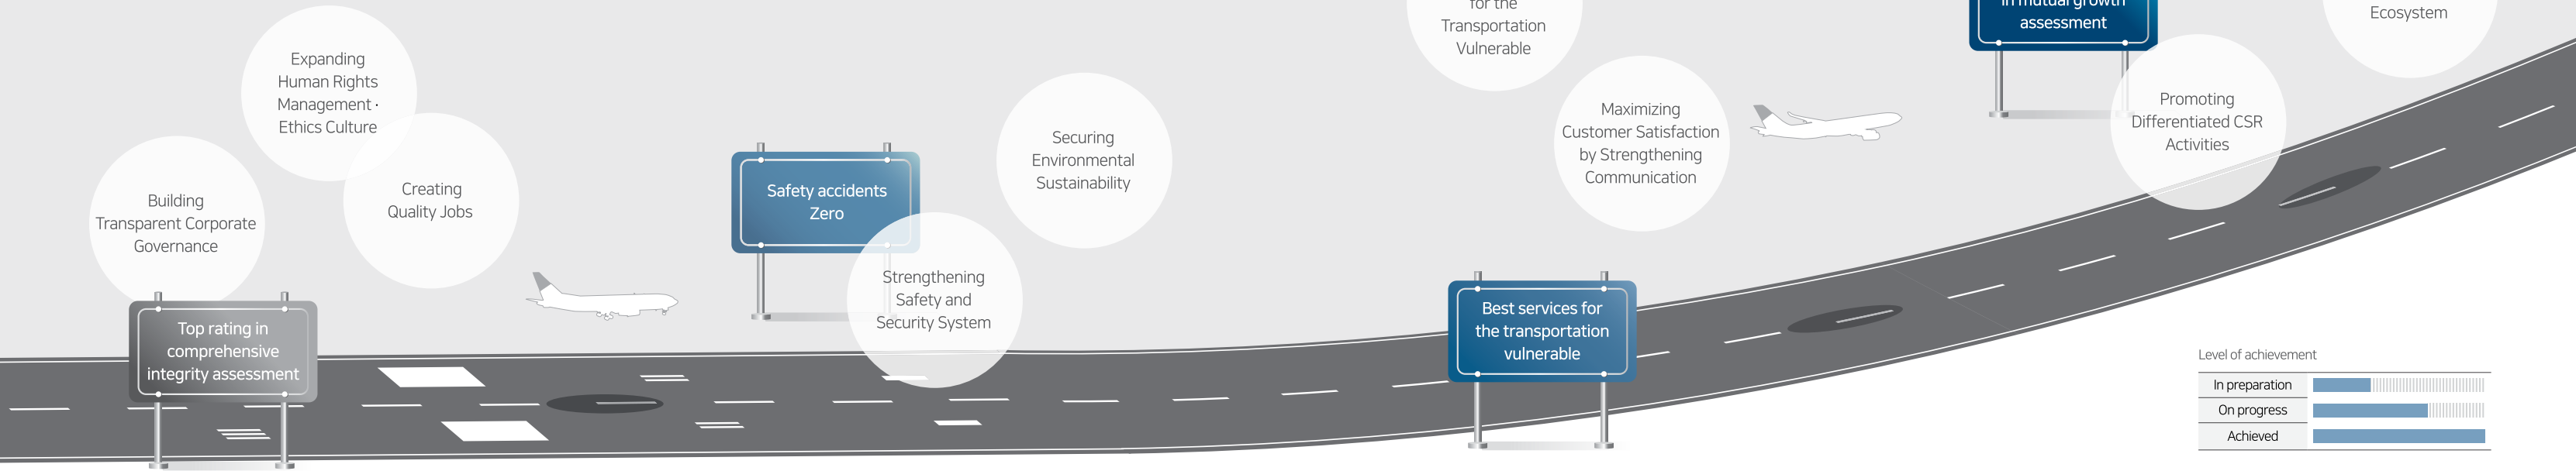 Expanding
Human Rights
Management ·
Ethics Culture
Building
Transparent Corporate
Governance
Creating
Quality Jobs
Top rating in
comprehensive
integrity assessment
Safety accidents
Zero
Securing
Environmental
Sustainability
Strengthening
Safety and
Security System
for the
Transportation
Vulnerable
Maximizing
Customer Satisfaction
by Strengthening
Communication
Best services for
the transportation
vulnerable
in mutual growth
assessment
Promoting
Differentiated CSR
Activities
Ecosystem
Level of achievement
In preparation
On progress
Achieved